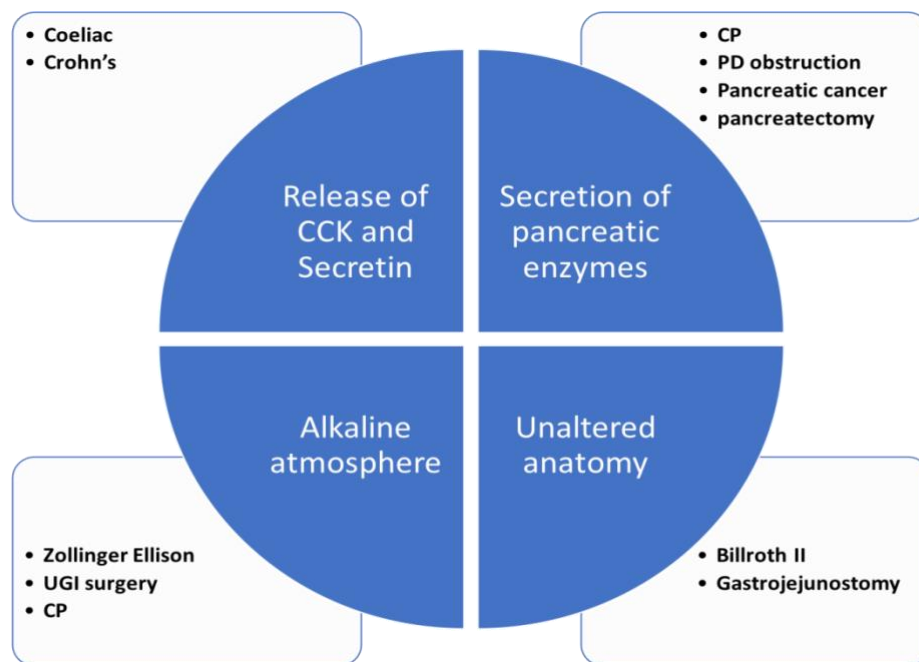 • Coeliac
• Crohn's
• CP
• PD obstruction
• Pancreatic cancer
• pancreatectomy
Release of
CCK and
Secretin
Secretion of
pancreatic
enzymes
Alkaline
atmosphere
Unaltered
anatomy
• Zollinger Ellison
• UGI surgery
• CP
• Billroth II
• Gastrojejunostomy